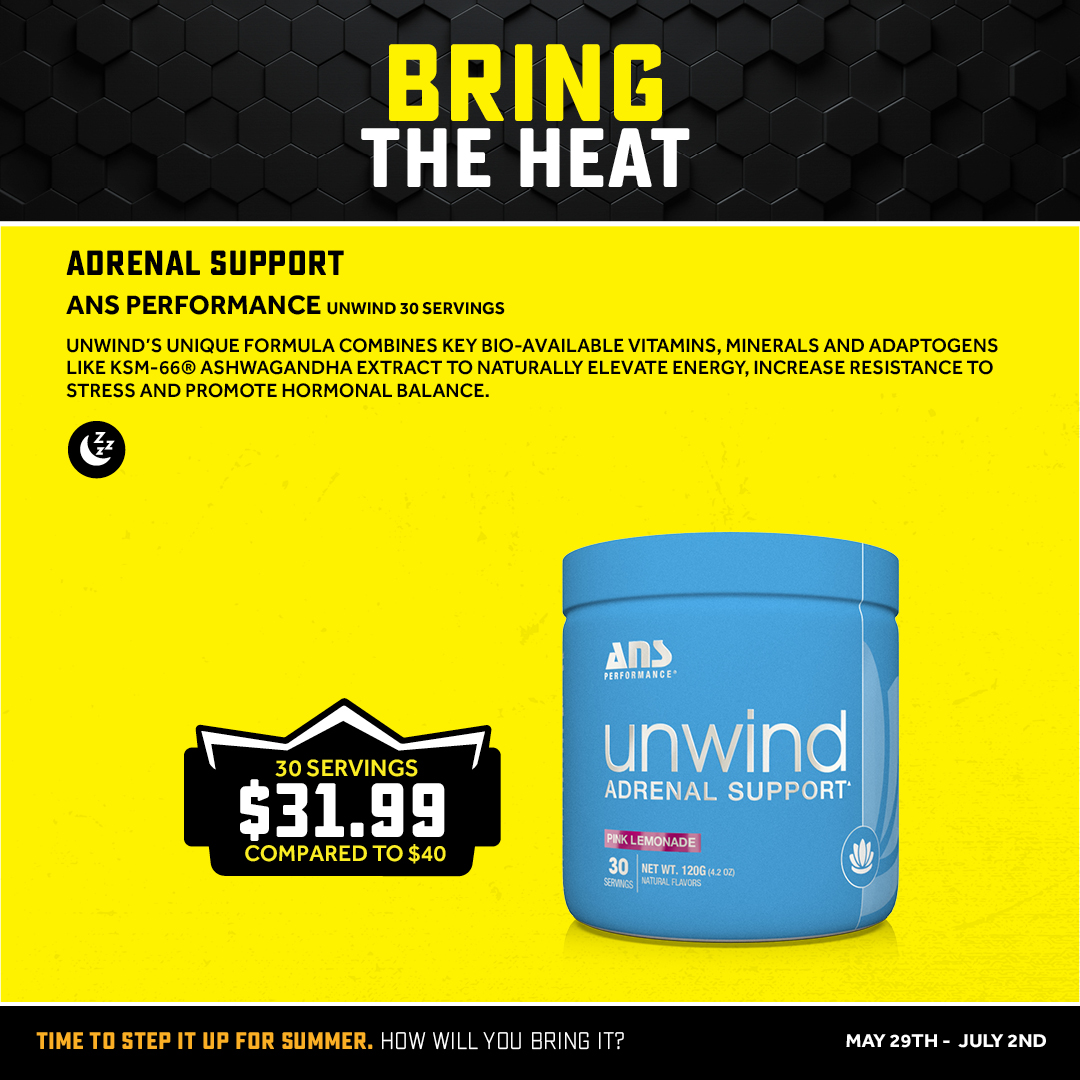 BRING
THE HEAT
ADRENAL SUPPORT
ANS PERFORMANCE UNWIND 30 SERVINGS
UNWIND'S UNIQUE FORMULA COMBINES KEY BIO-AVAILABLE VITAMINS, MINERALS AND ADAPTOGENS
LIKE KSM-66® ASHWAGANDHA EXTRACT TO NATURALLY ELEVATE ENERGY, INCREASE RESISTANCE TO
STRESS AND PROMOTE HORMONAL BALANCE.
Z Z Z
30 SERVINGS
$31.99
COMPARED TO $40
ANS
PERFORMANCE®
unwind
ADRENAL SUPPORT
PINK LEMONADE
30 SERVINGS
NET WT. 120G (4.2 OZ)
NATURAL FLAVORS
TIME TO STEP IT UP FOR SUMMER. HOW WILL YOU BRING IT?
MAY 29TH - JULY 2ND